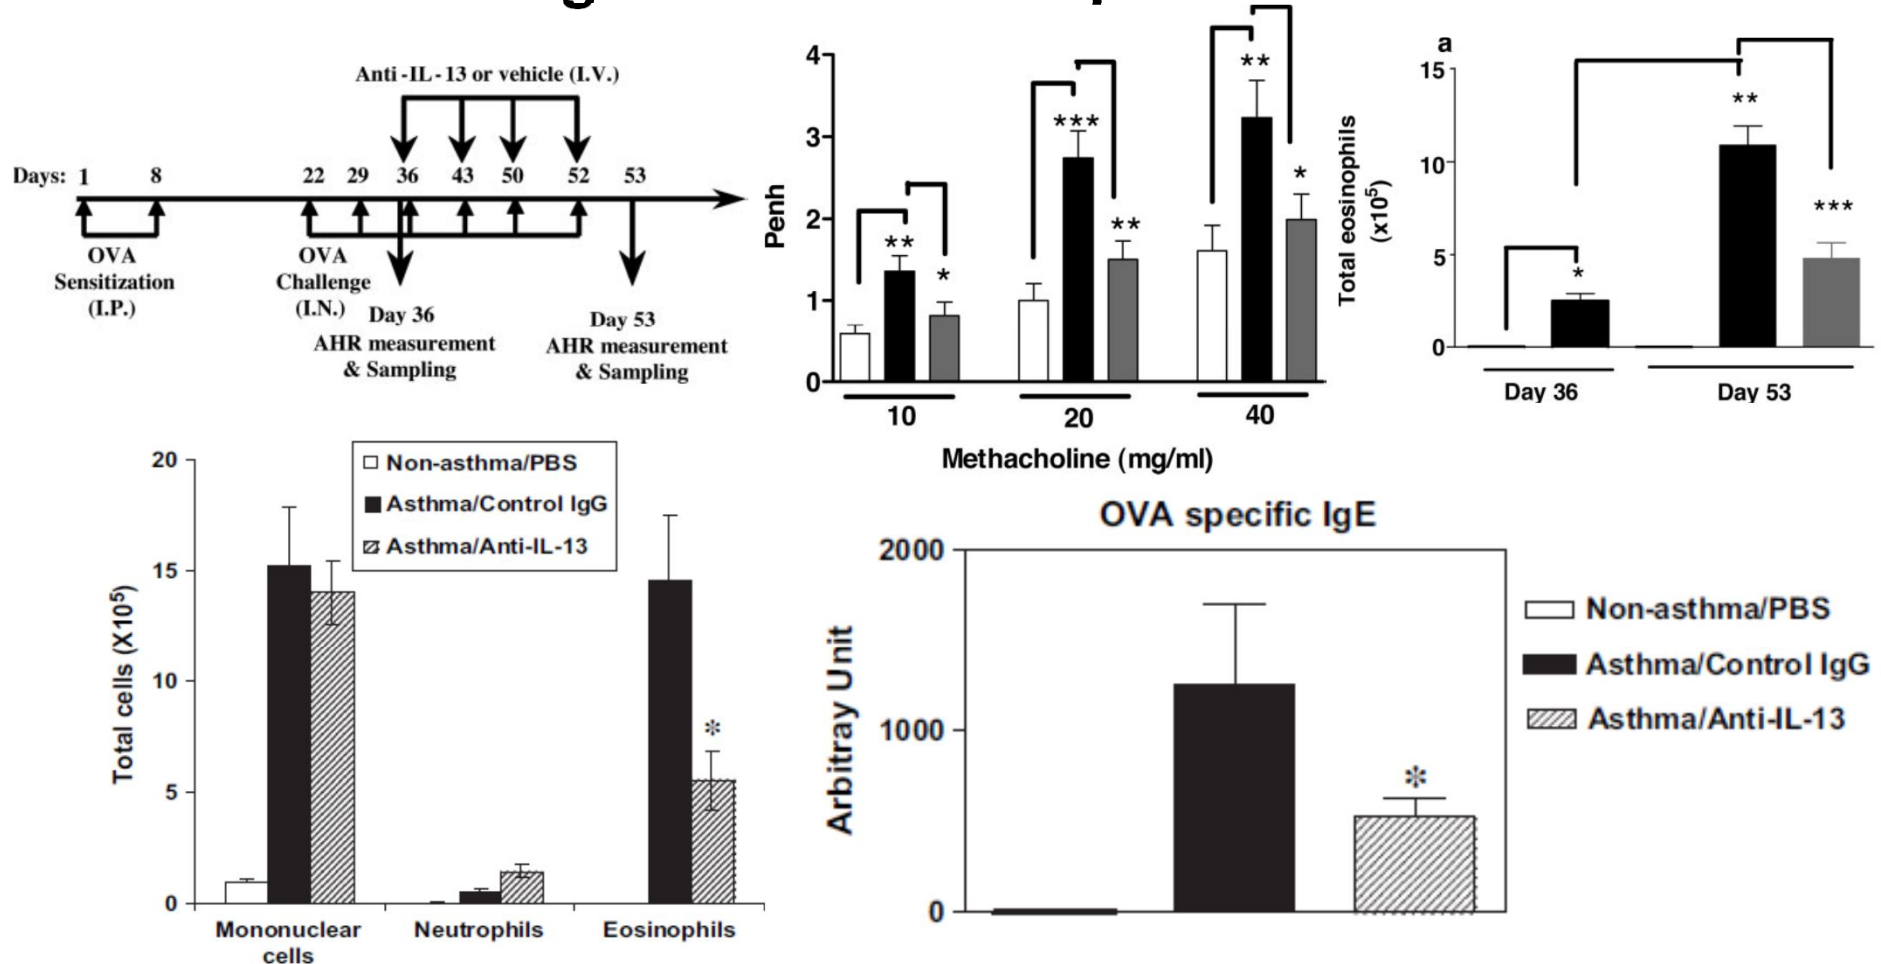 Anti-IL-13 or vehicle (I.V.)
Days: 1 8 22 29 36 43 50 52 53
OVA
Sensitization
(I.P.)
OVA
Challenge
(I.N.)
Day 36
AHR measurement
& Sampling
Day 53
AHR measurement
& Sampling
Penh
4
3
2
1
0
**
*
***
**
**
*
10 20 40
Methacholine (mg/ml)
a
Total eosinophils
(x10⁵)
15
10
5
0
*
**
***
Day 36 Day 53
Total cells (X10⁵)
20
15
10
5
0
Non-asthma/PBS
Asthma/Control IgG
Asthma/Anti-IL-13
*
Mononuclear
cells
Neutrophils
Eosinophils
OVA specific IgE
Arbitray Unit
2000
1000
0
*
Non-asthma/PBS
Asthma/Control IgG
Asthma/Anti-IL-13